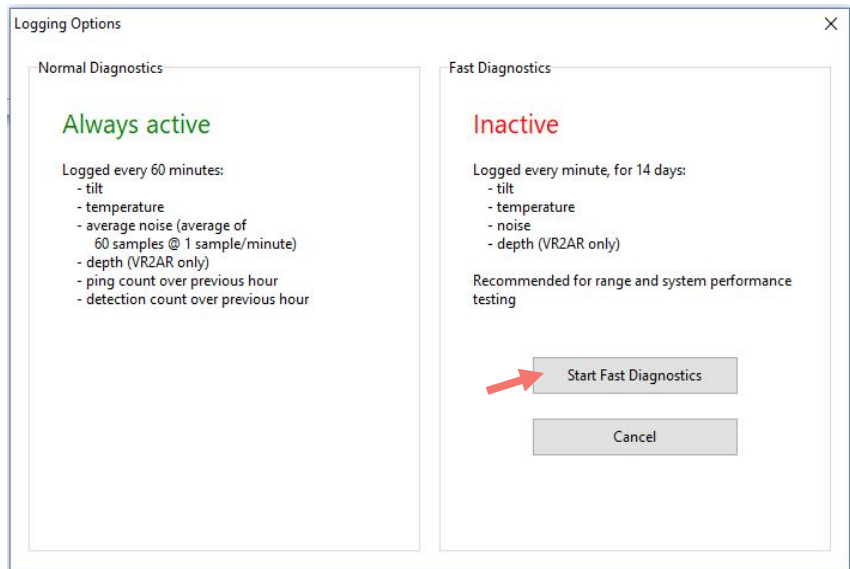 Logging Options
Normal Diagnostics
Always active
Logged every 60 minutes:
- tilt
- temperature
- average noise (average of
60 samples @ 1 sample/minute)
- depth (VR2AR only)
- ping count over previous hour
- detection count over previous hour
Fast Diagnostics
Inactive
Logged every minute, for 14 days:
- tilt
- temperature
- noise
- depth (VR2AR only)
Recommended for range and system performance
testing
Start Fast Diagnostics
Cancel